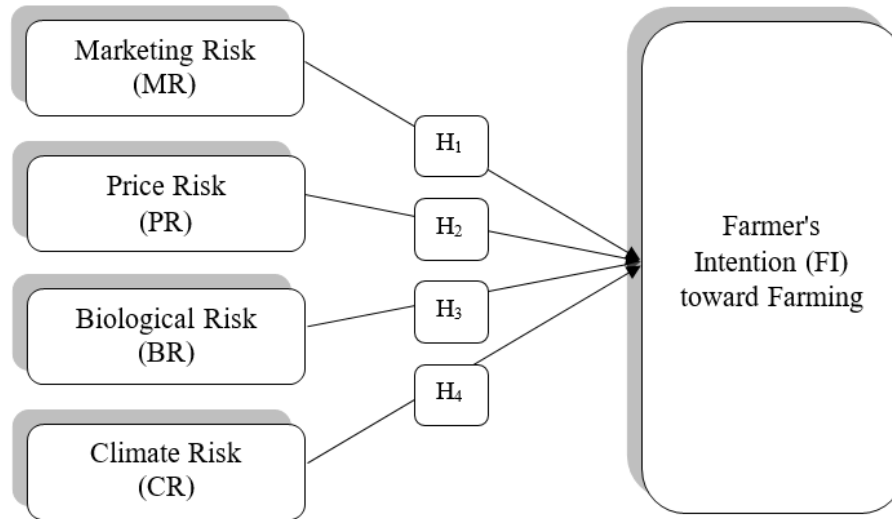 Marketing Risk
(MR)
H₁
Price Risk
(PR)
H₂
Farmer's
Intention (FI)
toward Farming
Biological Risk
(BR)
H₃
H₄
Climate Risk
(CR)